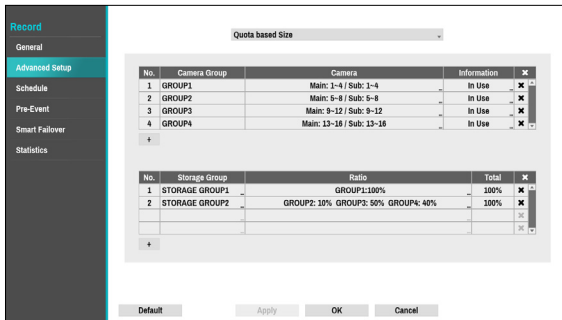 Record
General
Advanced Setup
Schedule
Pre-Event
Smart Failover
Statistics
Quota based Size
No. Camera Group Camera Information ✖
1 GROUP1 Main: 1~4 / Sub: 1~4 ... In Use ... ✖
2 GROUP2 Main: 5~8 / Sub: 5~8 ... In Use ... ✖
3 GROUP3 Main: 9~12 / Sub: 9~12 ... In Use ... ✖
4 GROUP4 Main: 13~16 / Sub: 13~16 ... In Use ... ✖
+
No. Storage Group Ratio Total ✖
1 STORAGE GROUP1 ... GROUP1:100% ... 100% ✖
2 STORAGE GROUP2 ... GROUP2: 10% GROUP3: 50% GROUP4: 40% ... 100% ✖
... ... ✖
... ... ✖
+
Default Apply OK Cancel